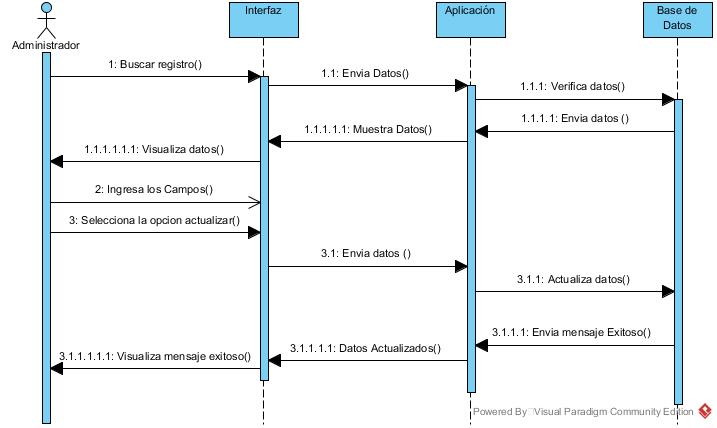 Administrador
Interfaz
Aplicación
Base de
Datos
1: Buscar registro()
1.1: Envia Datos()
1.1.1: Verifica datos()
1.1.1.1: Envia datos ()
1.1.1.1.1: Muestra Datos()
1.1.1.1.1.1: Visualiza datos()
2: Ingresa los Campos()
3: Selecciona la opcion actualizar()
3.1: Envia datos ()
3.1.1: Actualiza datos()
3.1.1.1: Envia mensaje Exitoso()
3.1.1.1.1: Datos Actualizados()
3.1.1.1.1.1: Visualiza mensaje exitoso()
Powered By Visual Paradigm Community Edition